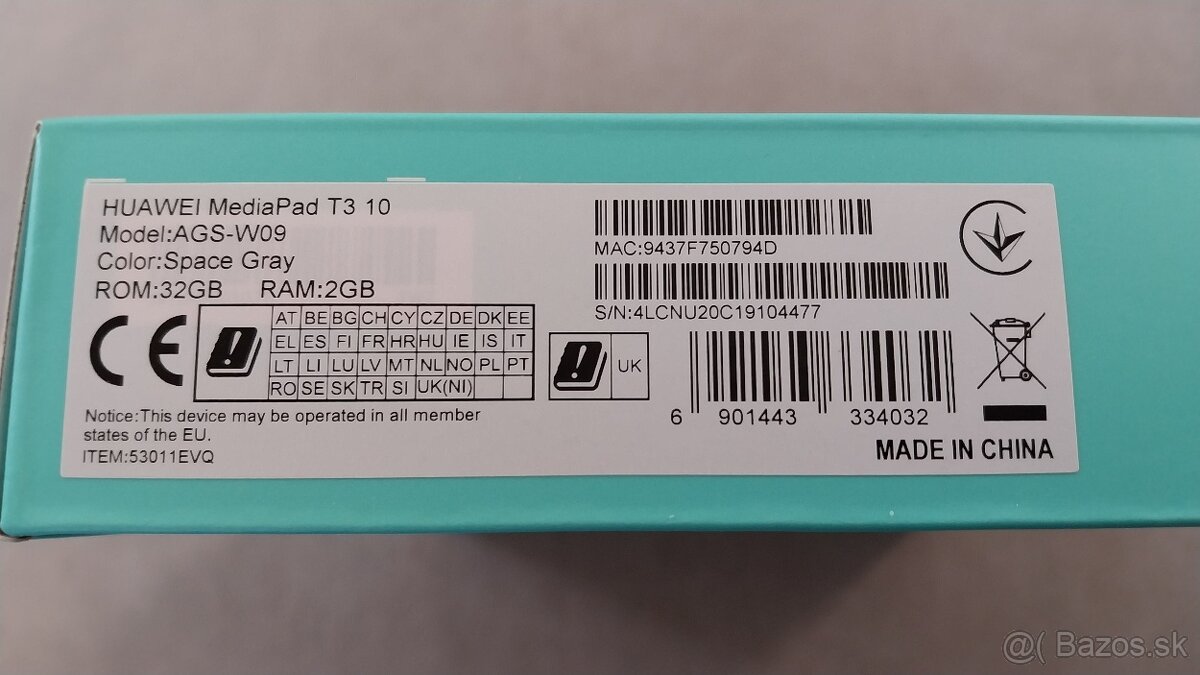 HUAWEI MediaPad T3 10
Model:AGS-W09
Color:Space Gray
ROM:32GB RAM:2GB
MAC:9437F750794D
S/N:4LCNU20C19104477
CE
AT BE BG CH CY CZ DE DK EE
EL ES FI FR HR HU IE IS IT
LT LI LU LV MT NL NO PL PT
RO SE SK TR SI UK(NI)
UK
6 901443 334032
Notice:This device may be operated in all member
states of the EU.
ITEM:53011EVQ
MADE IN CHINA
@( Bazos.sk